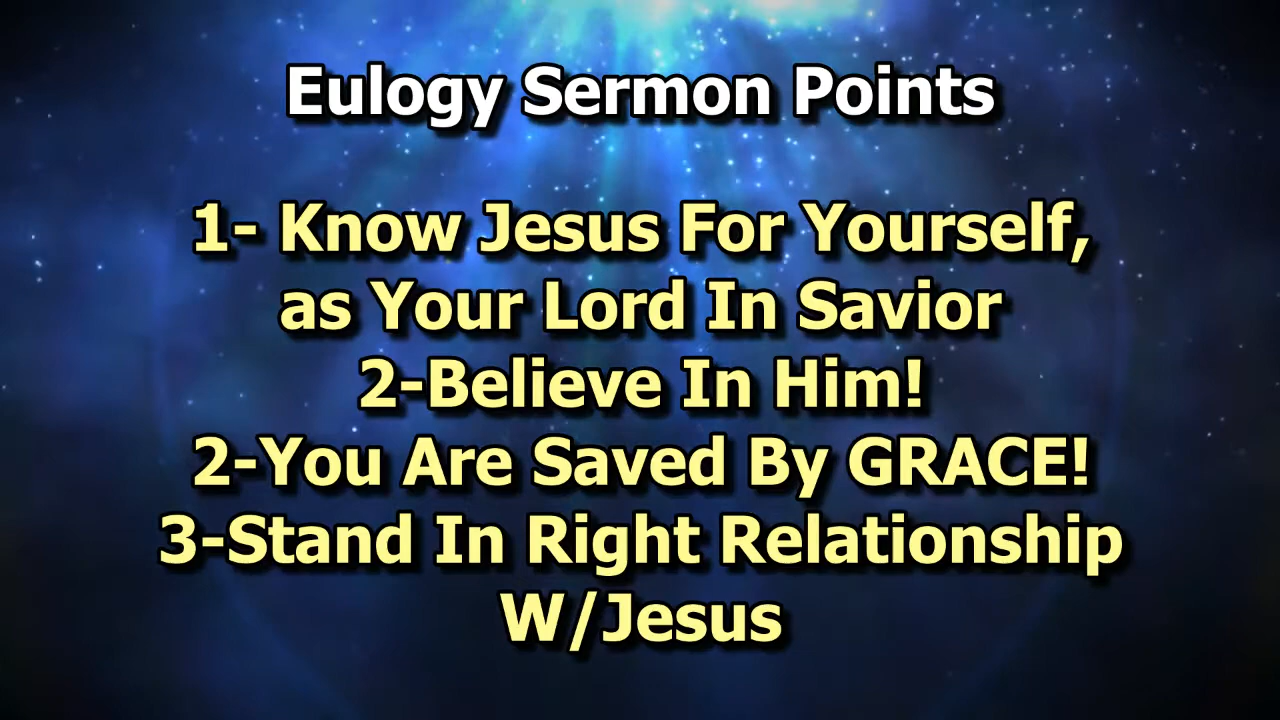 Eulogy Sermon Points
1- Know Jesus For Yourself,
as Your Lord In Savior
2-Believe In Him!
2-You Are Saved By GRACE!
3-Stand In Right Relationship
W/Jesus